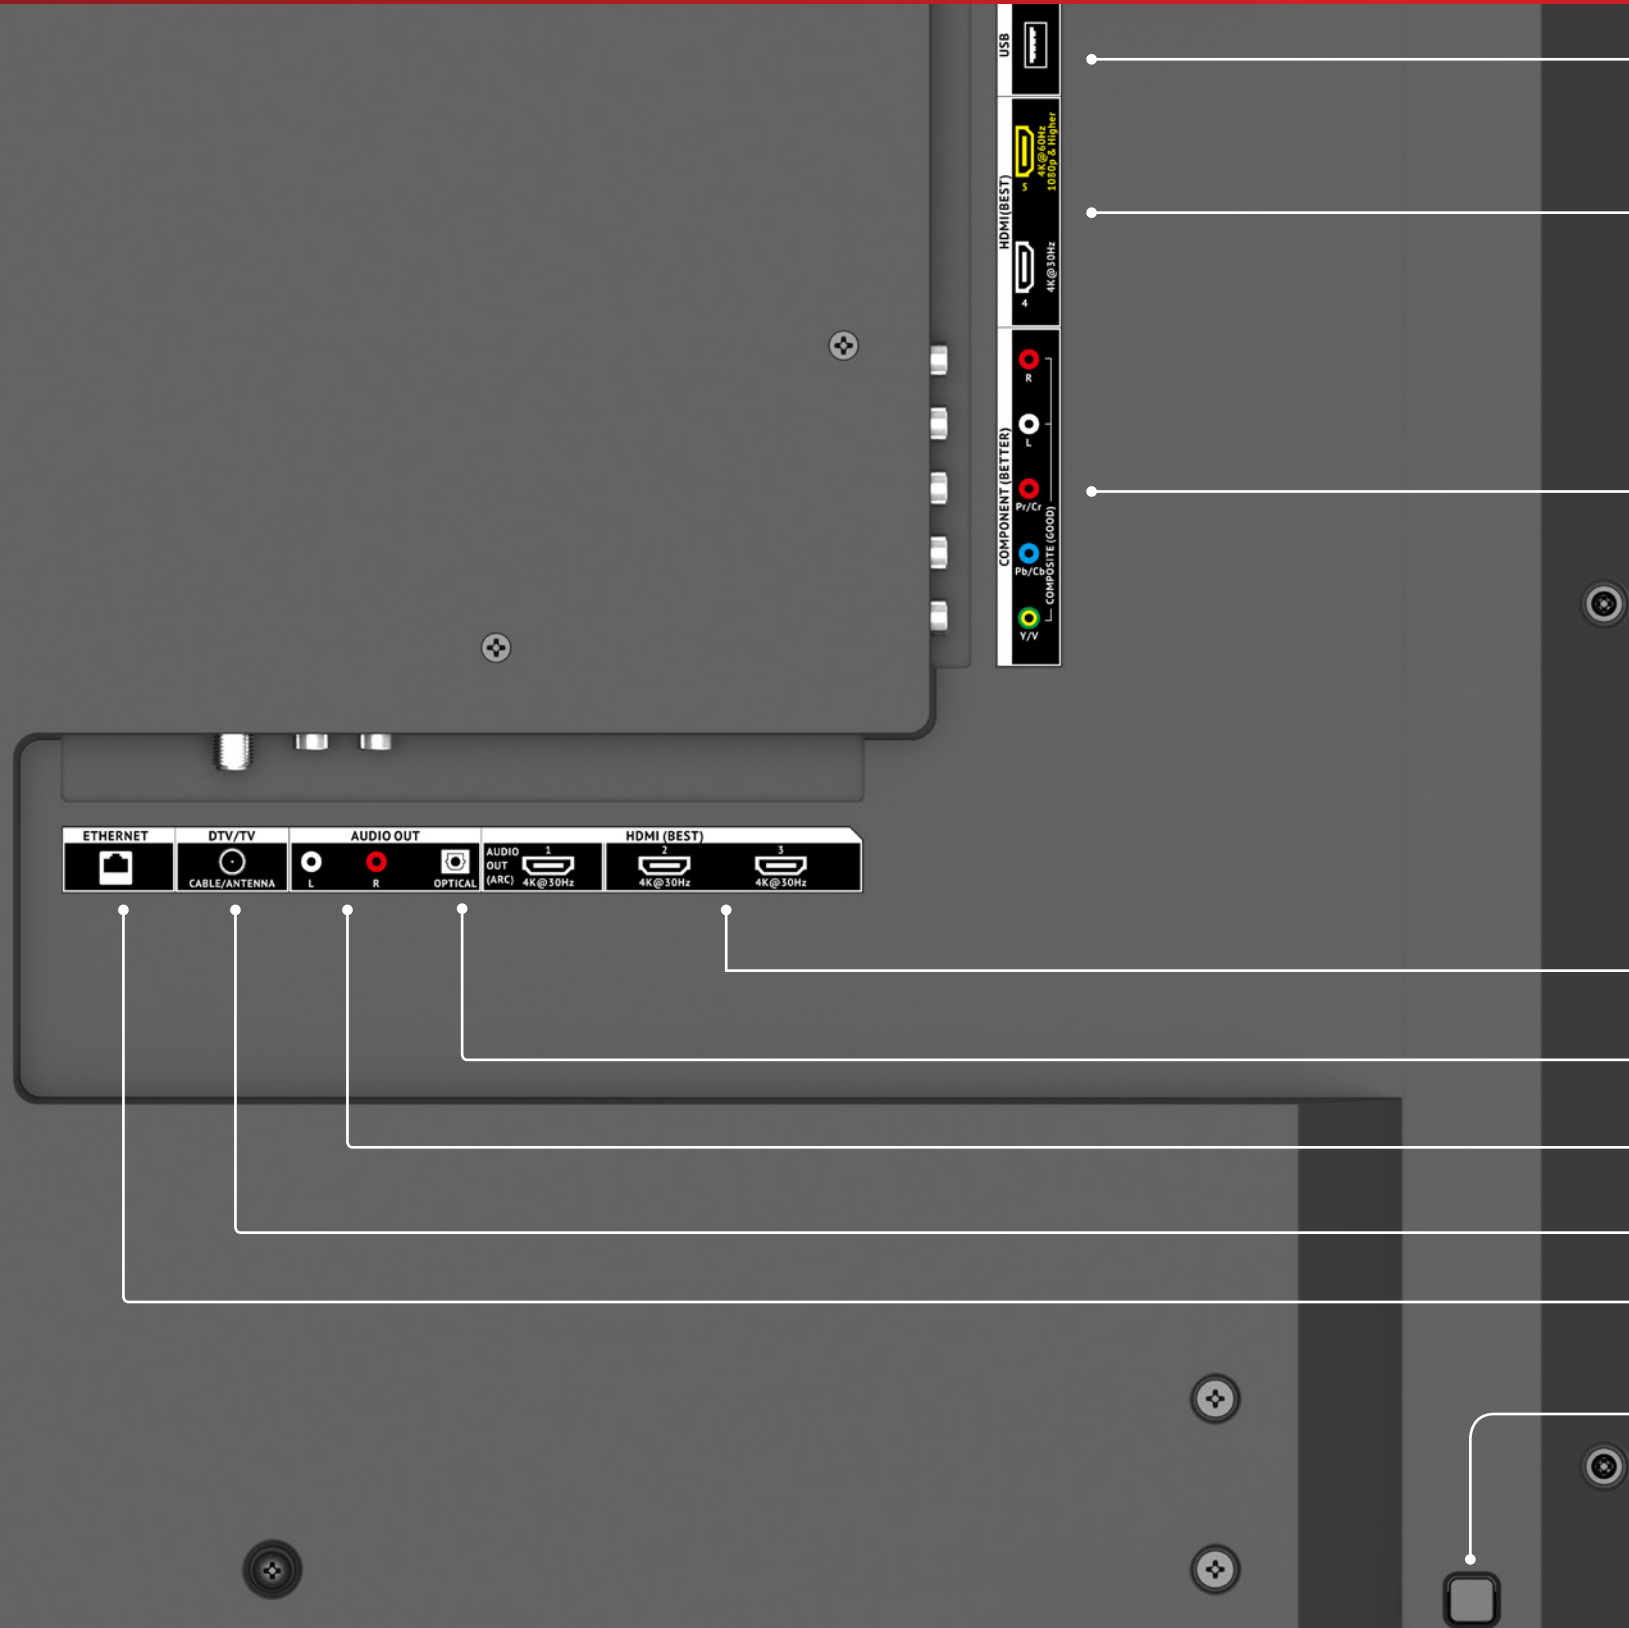 USB
HDMI(BEST)
5
4K@60Hz
1080p & Higher
4
4K@30Hz
COMPONENT (BETTER)
R
L
Pr/Cr
Pb/Cb
Y/V
COMPOSITE (GOOD)
ETHERNET
DTV/TV
CABLE/ANTENNA
AUDIO OUT
L
R
OPTICAL
HDMI (BEST)
AUDIO
OUT
(ARC)
1
4K@30Hz
2
4K@30Hz
3
4K@30Hz